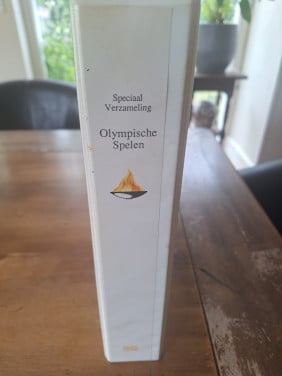 Speciaal
Verzameling
Olympische
Spelen